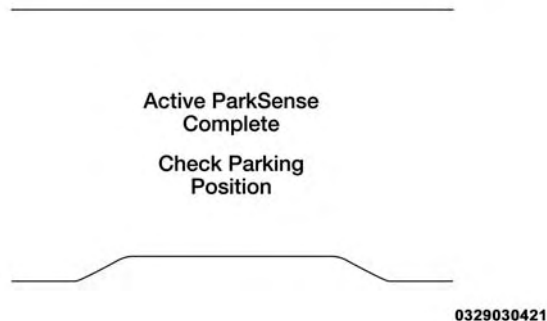 Active ParkSense
Complete
Check Parking
Position
0329030421